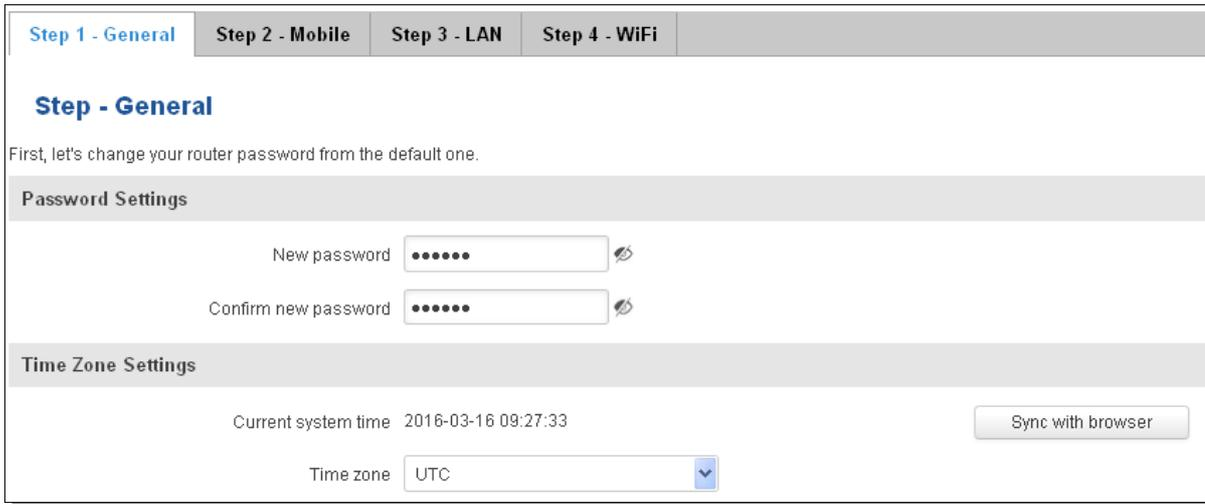 Step 1 - General Step 2 - Mobile Step 3 - LAN Step 4 - WiFi
Step - General
First, let's change your router password from the default one.
Password Settings
New password ••••••
Confirm new password ••••••
Time Zone Settings
Current system time 2016-03-16 09:27:33 Sync with browser
Time zone UTC